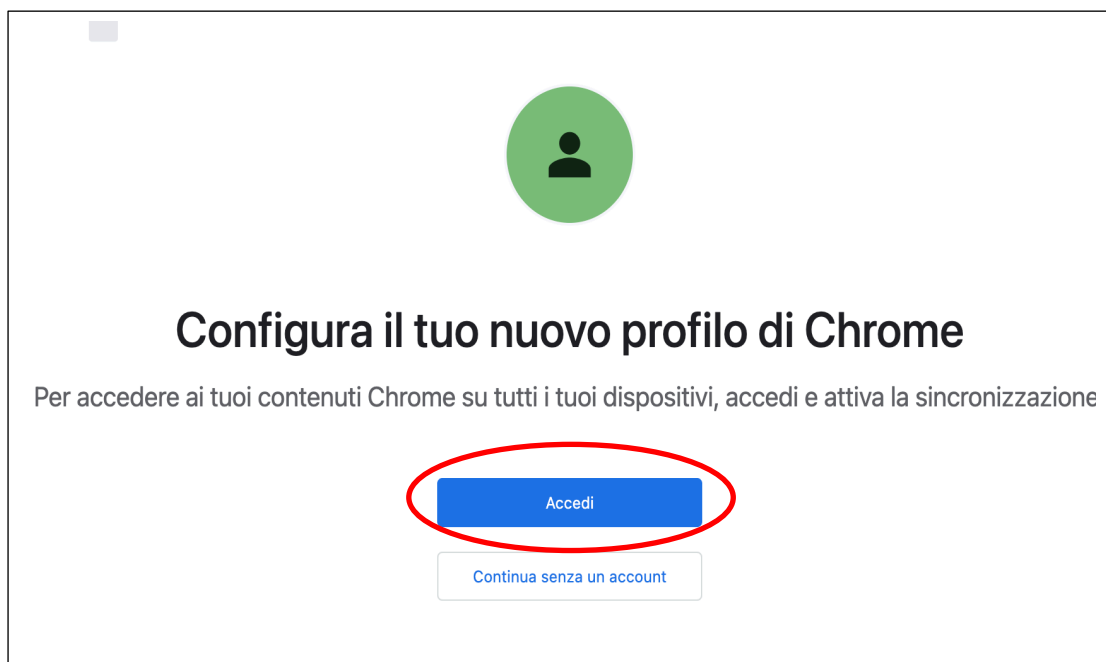 Configura il tuo nuovo profilo di Chrome
Per accedere ai tuoi contenuti Chrome su tutti i tuoi dispositivi, accedi e attiva la sincronizzazione
Accedi
Continua senza un account